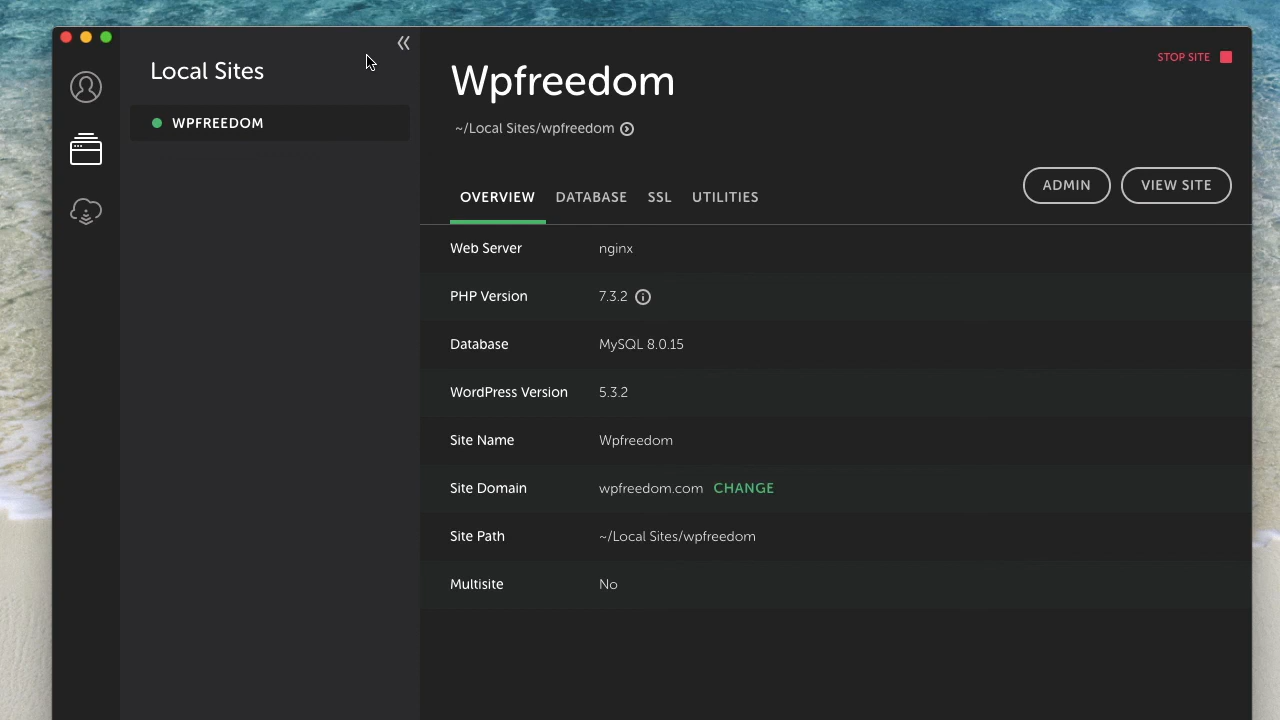 Local Sites
WPFREEDOM
STOP SITE
Wpfreedom
~/Local Sites/wpfreedom
OVERVIEW DATABASE SSL UTILITIES
ADMIN VIEW SITE
Web Server nginx
PHP Version 7.3.2
Database MySQL 8.0.15
WordPress Version 5.3.2
Site Name Wpfreedom
Site Domain wpfreedom.com CHANGE
Site Path ~/Local Sites/wpfreedom
Multisite No